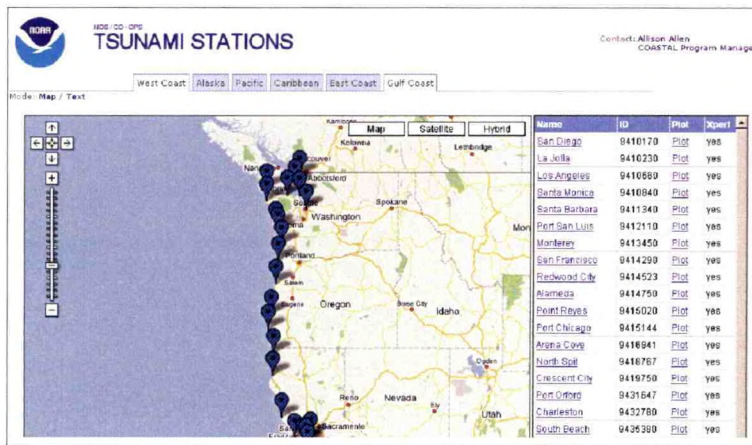 NOAA
NOS/CO-OPS
TSUNAMI STATIONS
Contact: Allison Allen
COASTAL Program Manage
West Coast Alaska Pacific Caribbean East Coast Gulf Coast
Mode: Map / Text
Map Satellite Hybrid
Kelowna
Lethbridge
Abbotsford
Spokane
Washington
Mon
Portland
Salem
Eugene
Oregon
Boise City
Idaho
Ogden
Reno
Nevada
Ely
Utah
Sacramento
Name ID Plot Xpert
San Diego 9410170 Plot yes
La Jolla 9410230 Plot yes
Los Angeles 9410660 Plot yes
Santa Monica 9410840 Plot yes
Santa Barbara 9411340 Plot yes
Port San Luis 9412110 Plot yes
Monterey 9413450 Plot yes
San Francisco 9414290 Plot yes
Redwood City 9414523 Plot yes
Alameda 9414750 Plot yes
Point Reyes 9415020 Plot yes
Port Chicago 9415144 Plot yes
Arena Cove 9416841 Plot yes
North Spit 9418767 Plot yes
Crescent City 9419750 Plot yes
Port Orford 9431647 Plot yes
Charleston 9432780 Plot yes
South Beach 9435380 Plot yes